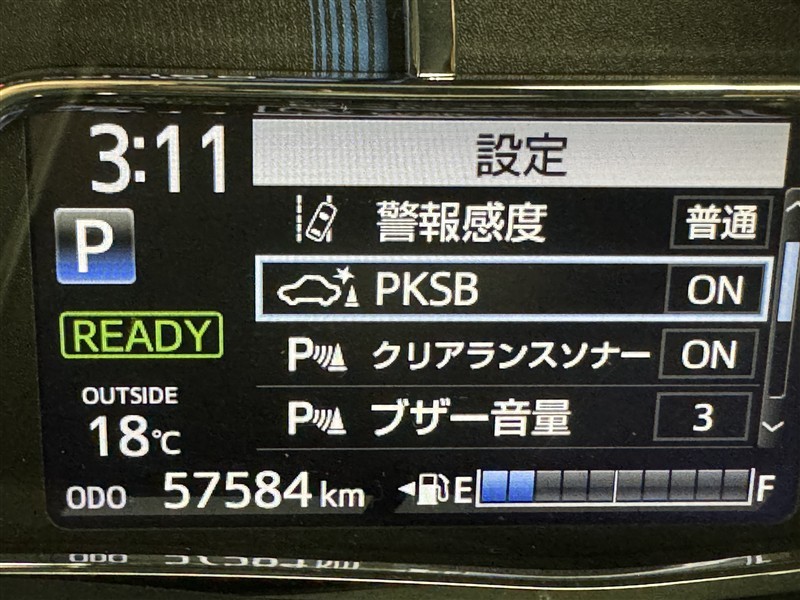 3:11
設定
警報感度 普通
P
PKSB ON
READY
P クリアランスソナー ON
OUTSIDE
18℃
P ブザー音量 3
ODO 57584 km
E F